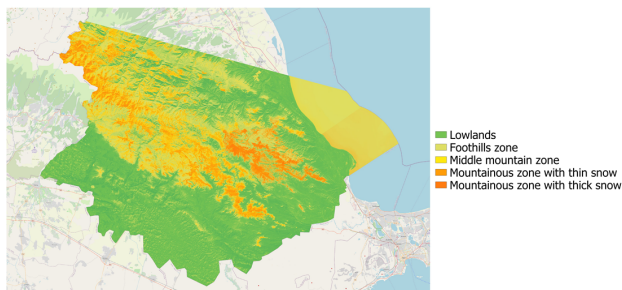 Lowlands
Foothills zone
Middle mountain zone
Mountainous zone with thin snow
Mountainous zone with thick snow